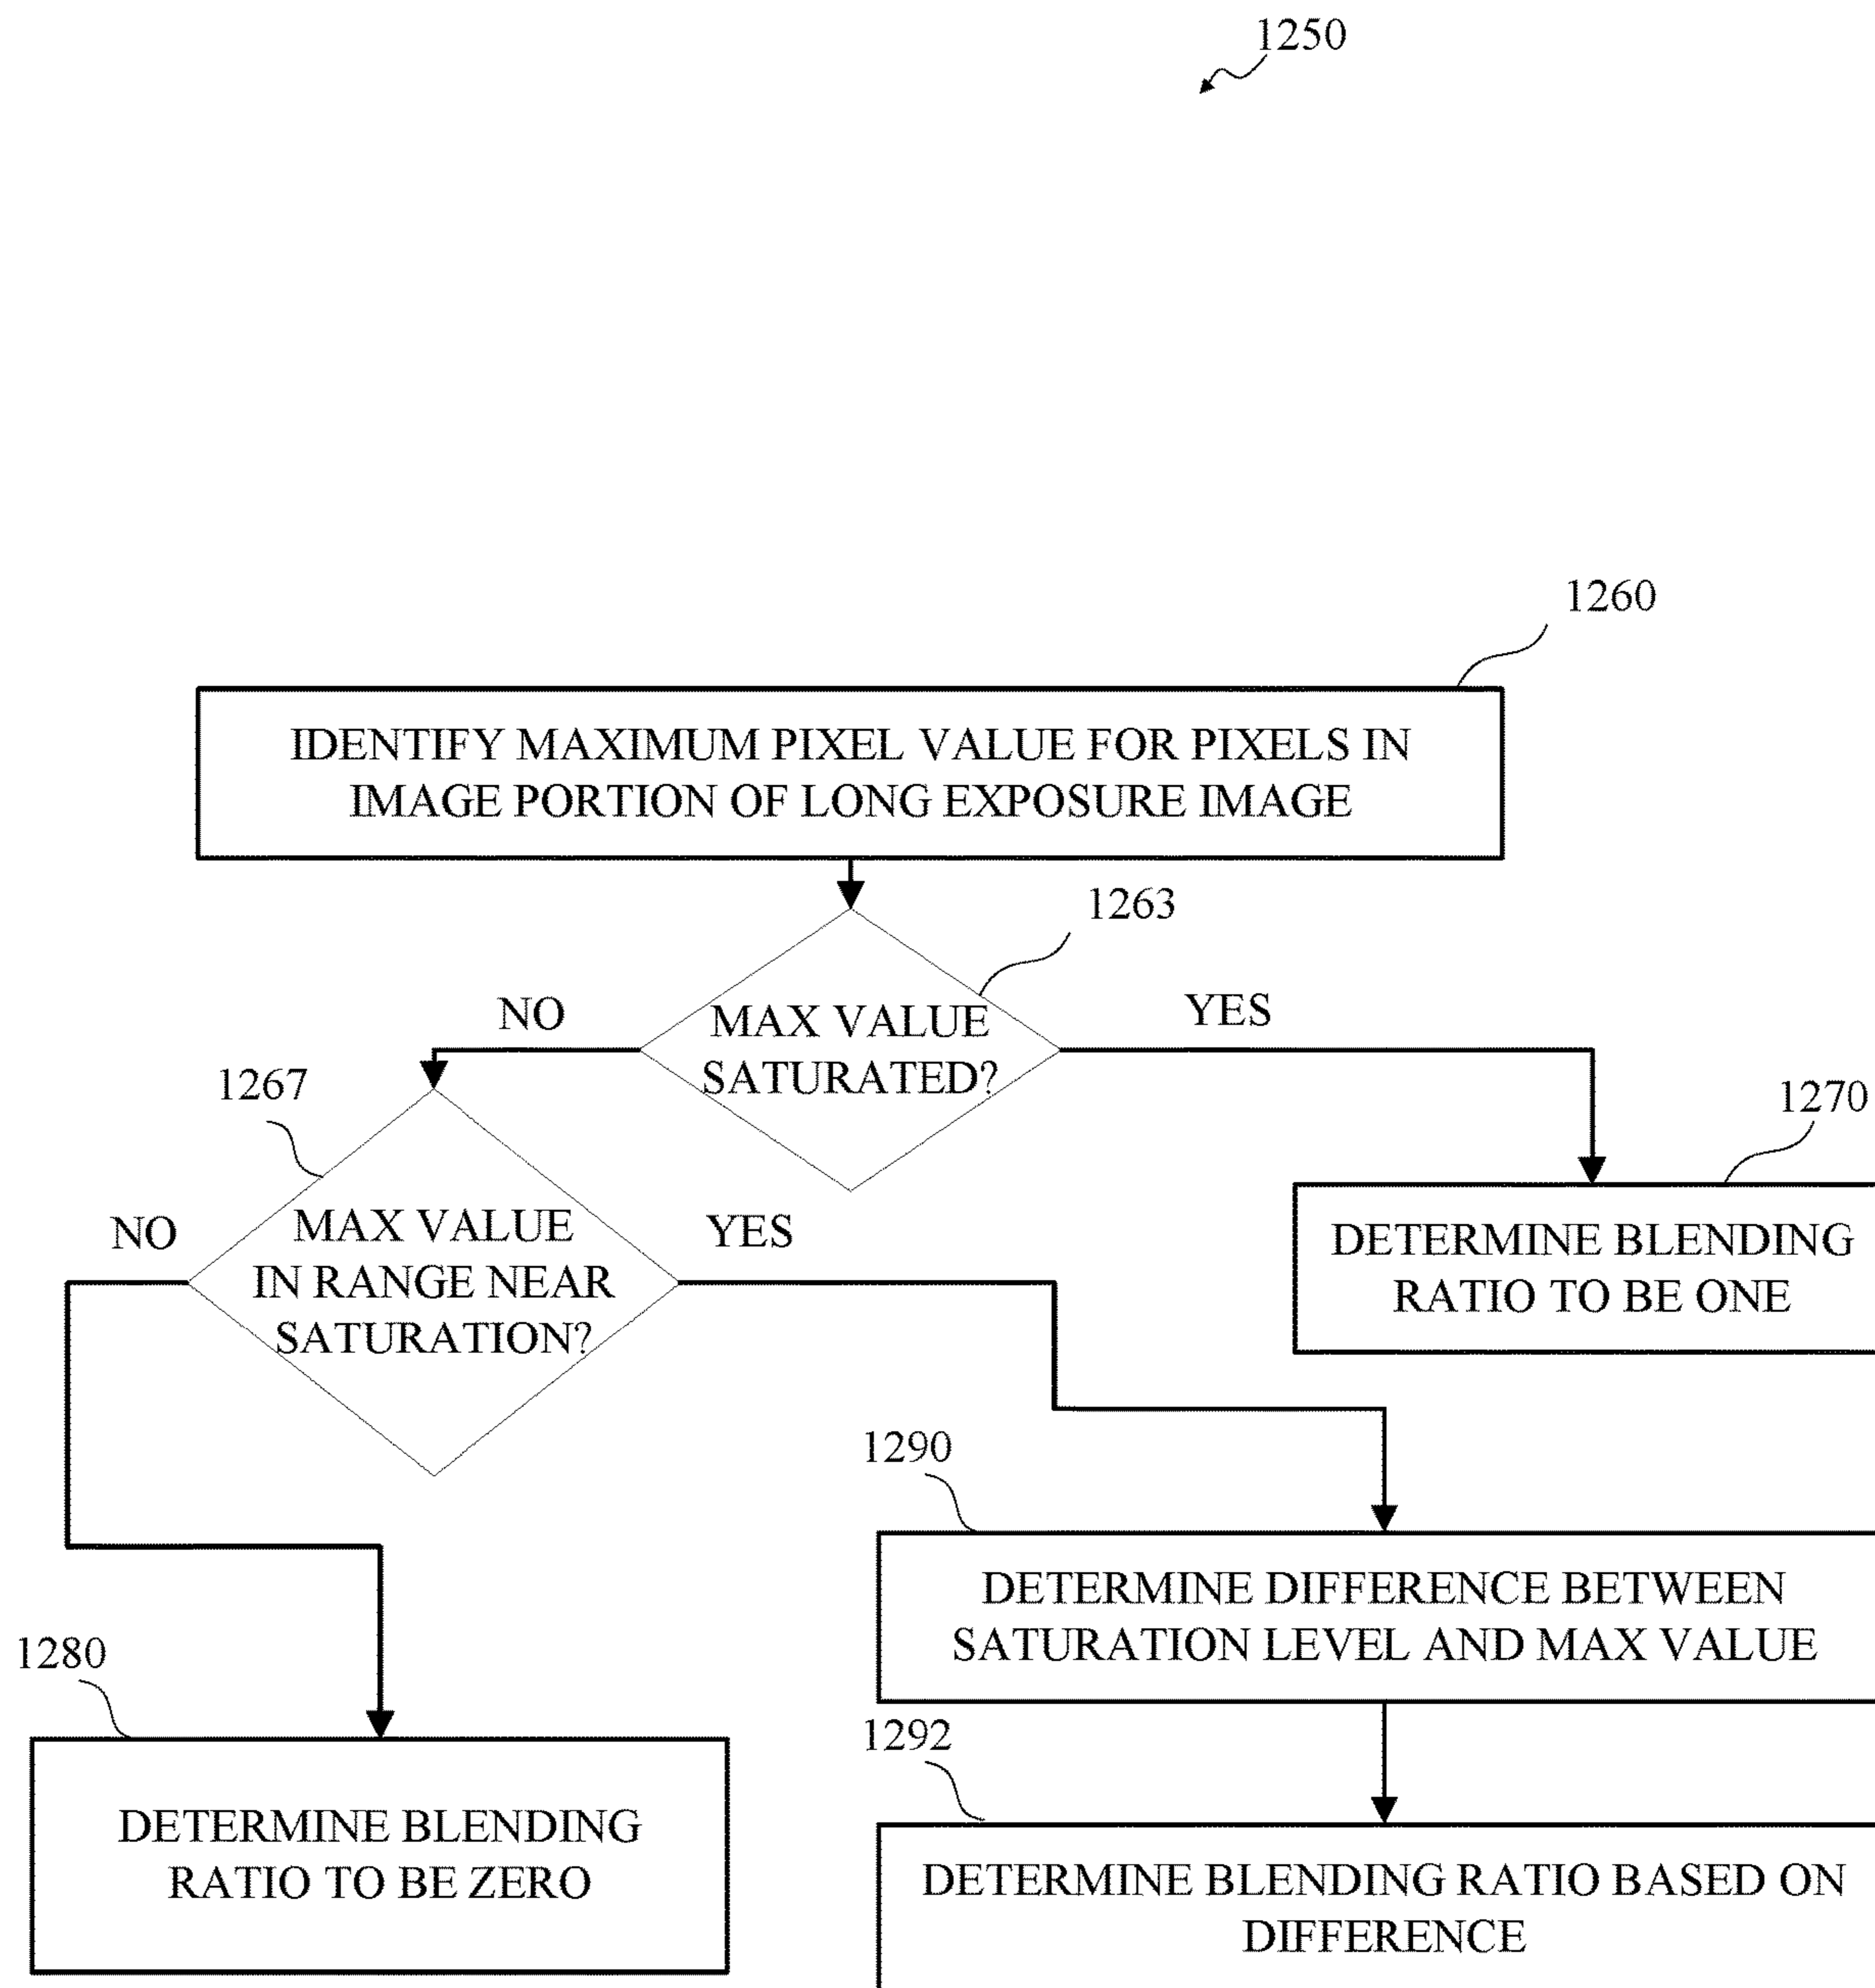 1250
1260
IDENTIFY MAXIMUM PIXEL VALUE FOR PIXELS IN
IMAGE PORTION OF LONG EXPOSURE IMAGE
1263
MAX VALUE
SATURATED?
NO
YES
1267
MAX VALUE
IN RANGE NEAR
SATURATION?
NO
YES
1270
DETERMINE BLENDING
RATIO TO BE ONE
1290
DETERMINE DIFFERENCE BETWEEN
SATURATION LEVEL AND MAX VALUE
1280
DETERMINE BLENDING
RATIO TO BE ZERO
1292
DETERMINE BLENDING RATIO BASED ON
DIFFERENCE